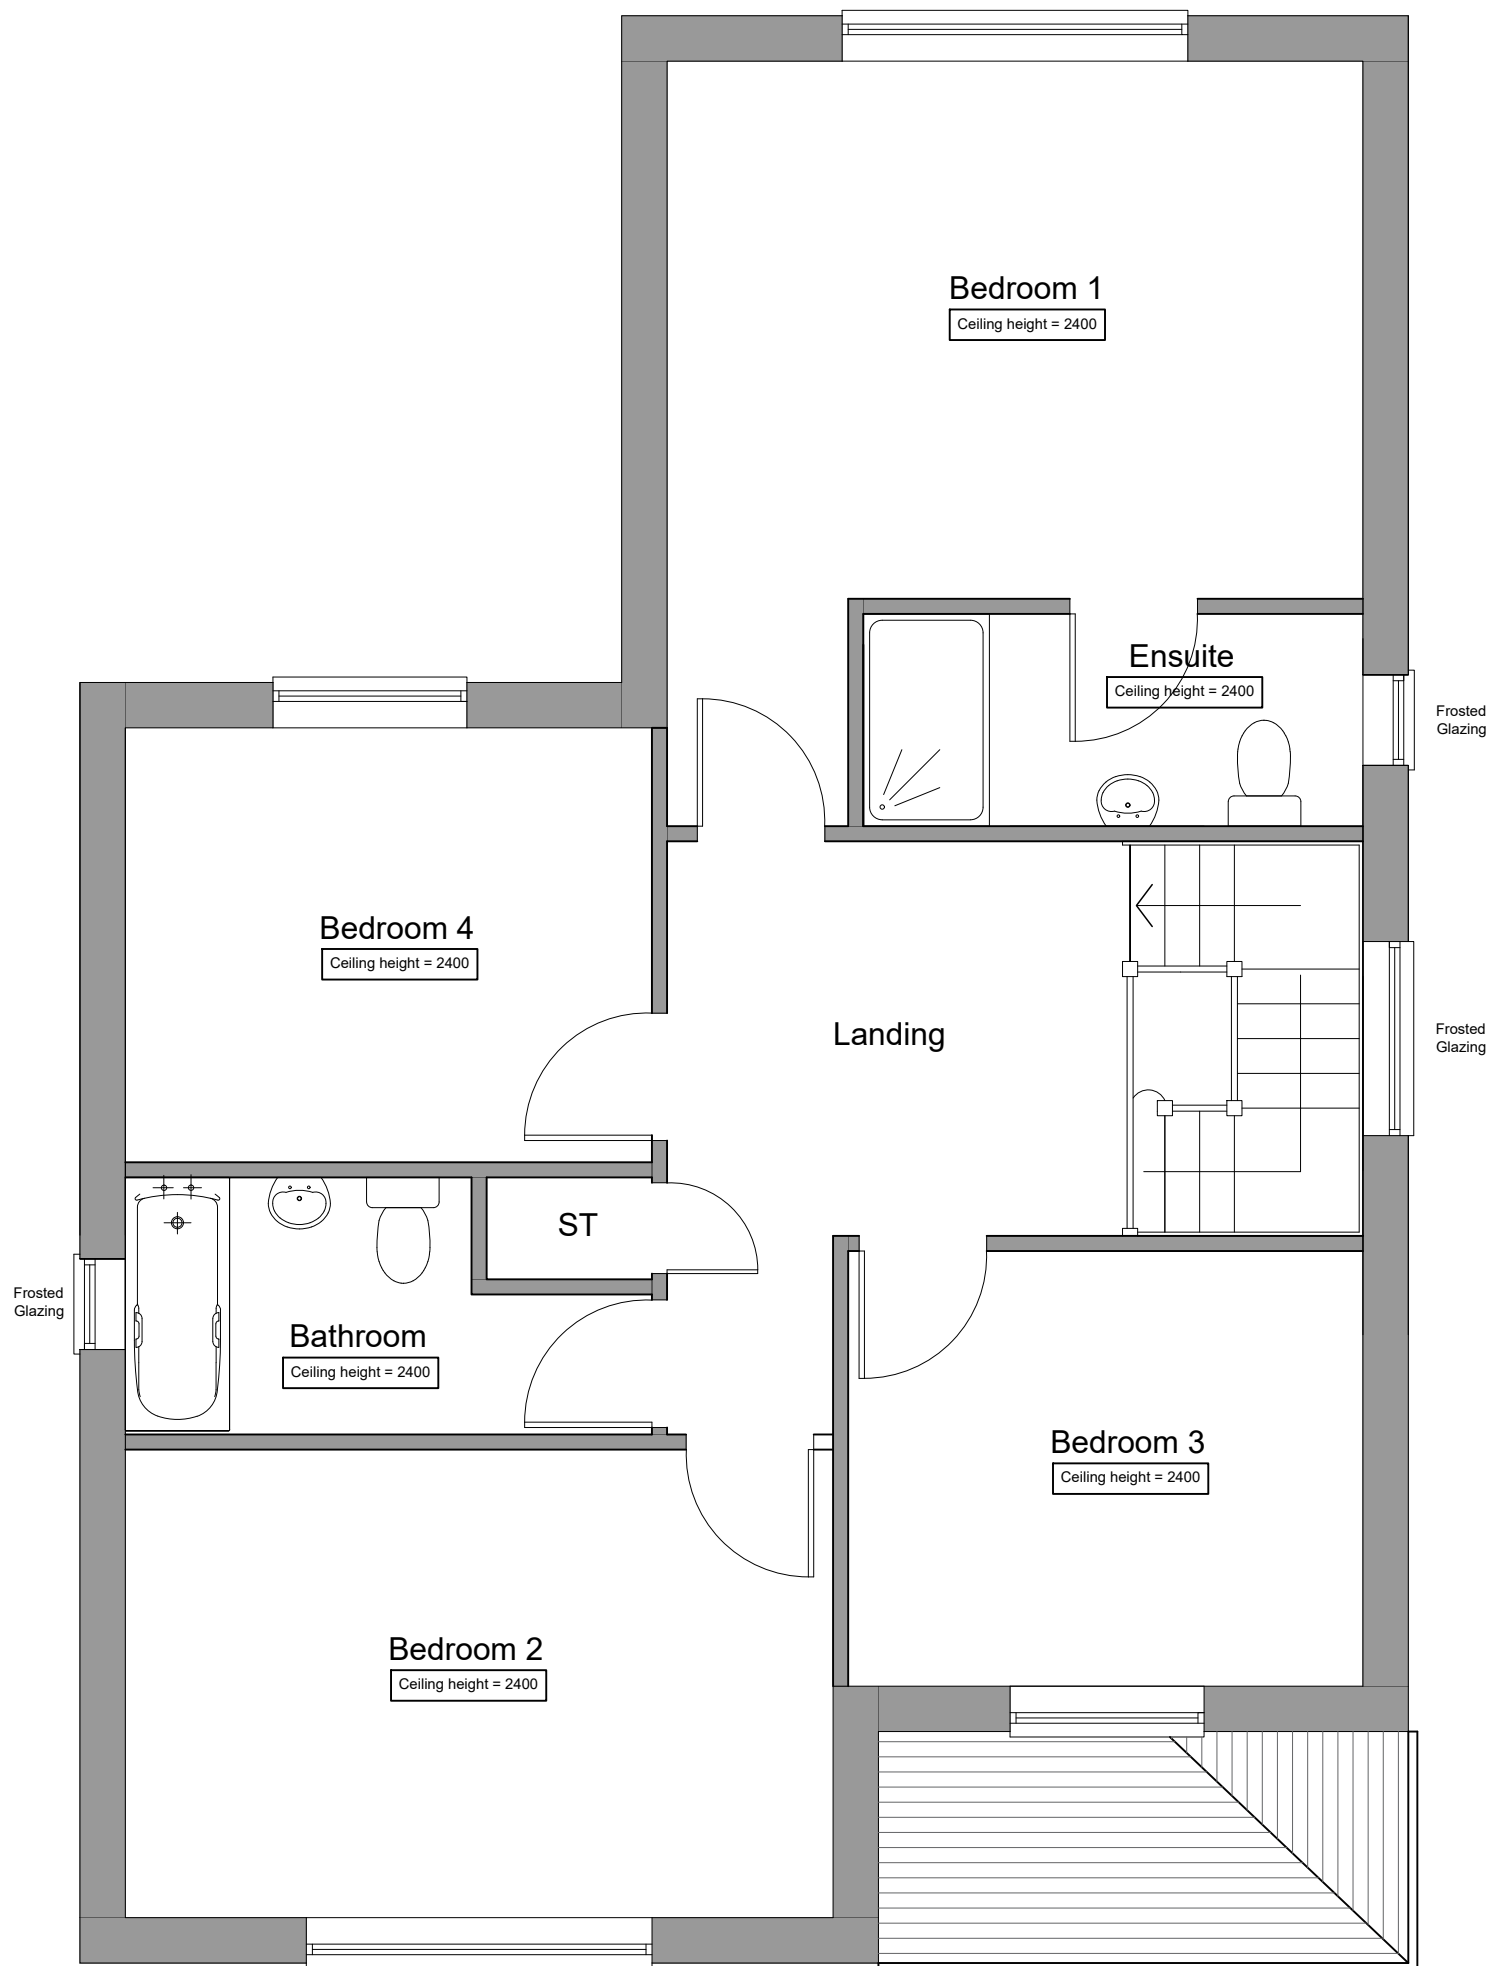 Bedroom 1
Ceiling height = 2400
Ensuite
Ceiling height = 2400
Frosted
Glazing
Bedroom 4
Ceiling height = 2400
Landing
Frosted
Glazing
ST
Frosted
Glazing
Bathroom
Ceiling height = 2400
Bedroom 3
Ceiling height = 2400
Bedroom 2
Ceiling height = 2400